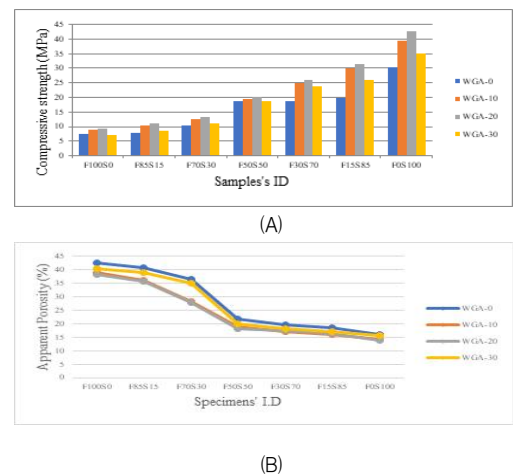 Compressive strength (MPa)
45
40
35
30
25
20
15
10
5
0
F100S0 F85S15 F70S30 F50S50 F30S70 F15S85 F0S100
Samples's ID
WGA-0
WGA-10
WGA-20
WGA-30
(A)
Apparent Porosity (%)
45
40
35
30
25
20
15
10
5
0
F100S0 F85S15 F70S30 F50S50 F30S70 F15S85 F0S100
Specimens' I.D
WGA-0
WGA-10
WGA-20
WGA-30
(B)